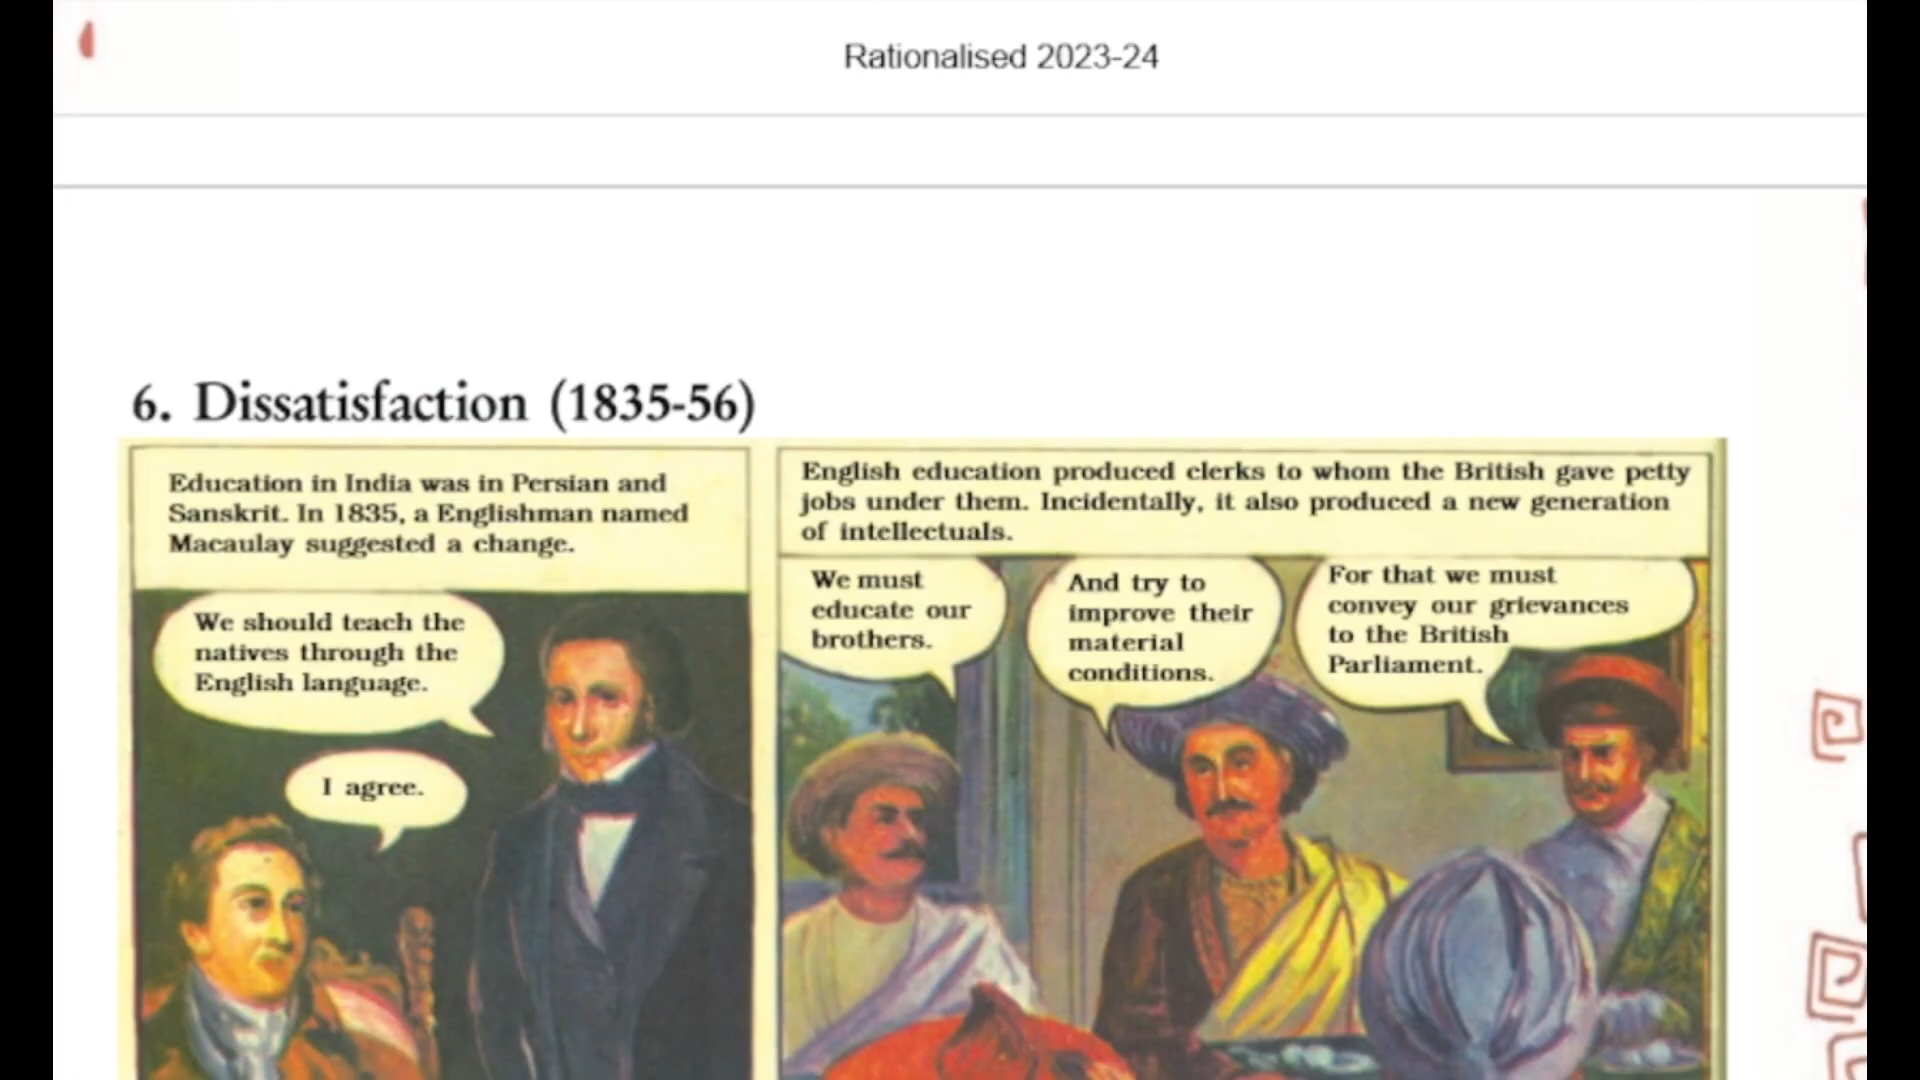 Rationalised 2023-24
6. Dissatisfaction (1835-56)
Education in India was in Persian and
Sanskrit. In 1835, a Englishman named
Macaulay suggested a change.
We should teach the
natives through the
English language.
I agree.
English education produced clerks to whom the British gave petty
jobs under them. Incidentally, it also produced a new generation
of intellectuals.
We must
educate our
brothers.
And try to
improve their
material
conditions.
For that we must
convey our grievances
to the British
Parliament.